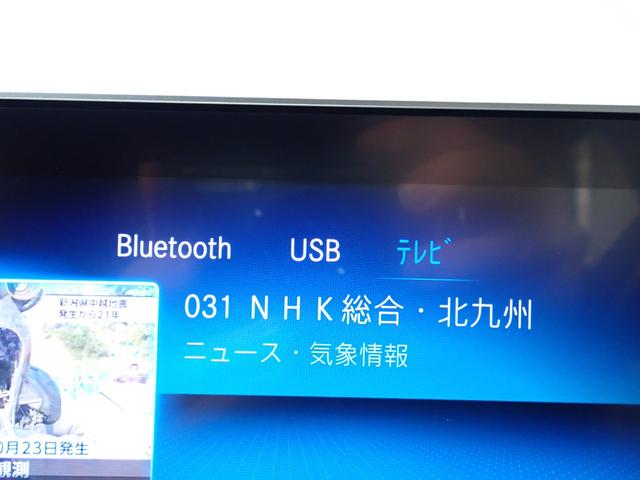 Bluetooth USB ﾃﾚﾋﾞ
031 ＮＨＫ総合・北九州
ニュース・気象情報
新潟県中越地震
発生から21年
0月23日発生
観測